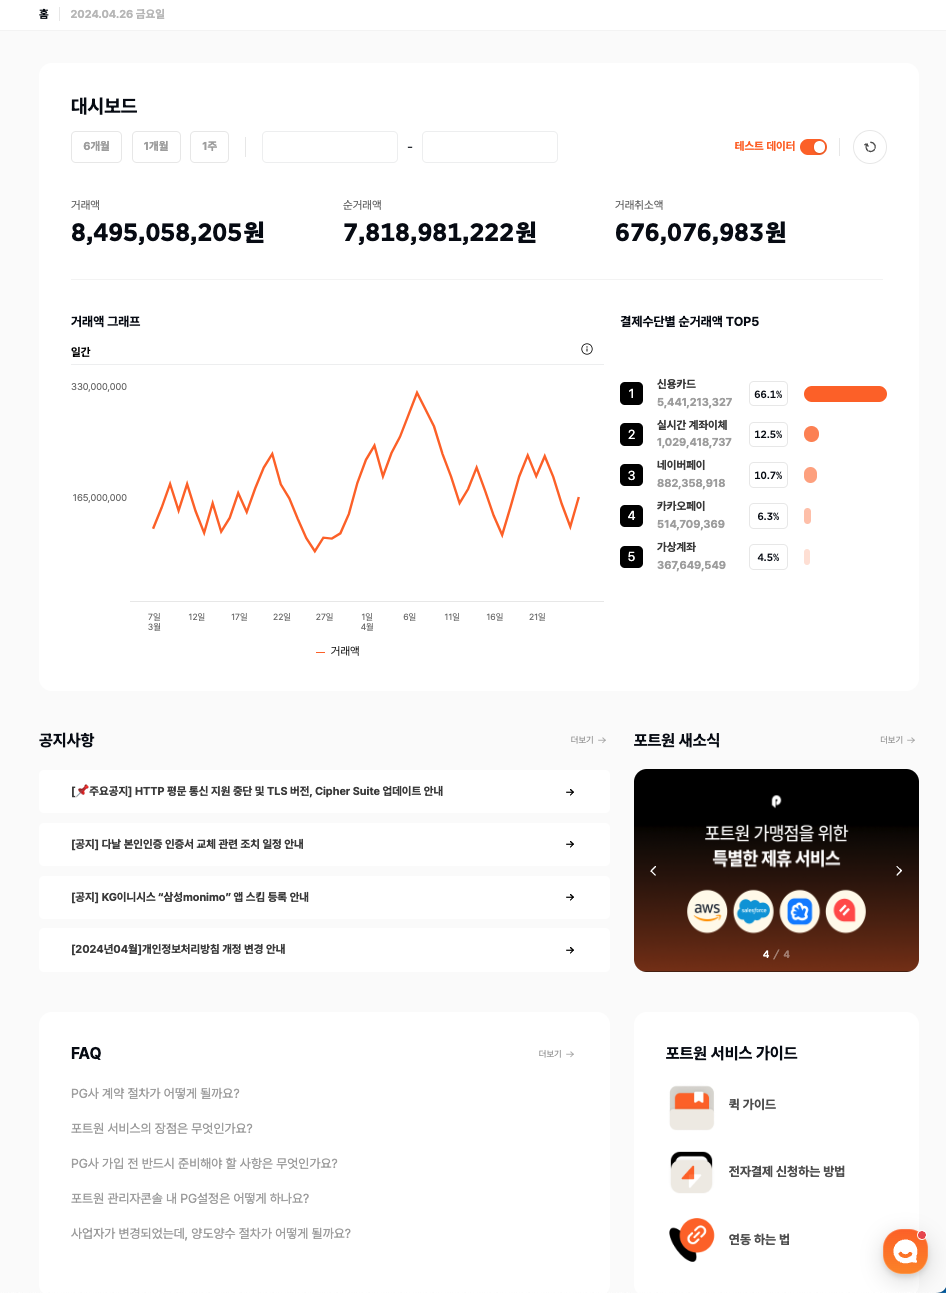 홈 2024.04.26 금요일
대시보드
6개월 1개월 1주 - 테스트 데이터
거래액 순거래액 거래취소액
8,495,058,205원 7,818,981,222원 676,076,983원
거래액 그래프
일간
330,000,000
165,000,000
7일 12일 17일 22일 27일 1일 6일 11일 16일 21일
3월 4월
거래액
결제수단별 순거래액 TOP5
1 신용카드 66.1%
5,441,213,327
2 실시간 계좌이체 12.5%
1,029,418,737
3 네이버페이 10.7%
882,358,918
4 카카오페이 6.3%
514,709,369
5 가상계좌 4.5%
367,649,549
공지사항 더보기 →
[📌주요공지] HTTP 평문 통신 지원 중단 및 TLS 버전, Cipher Suite 업데이트 안내 →
[공지] 다날 본인인증 인증서 교체 관련 조치 일정 안내 →
[공지] KG이니시스 “삼성monimo” 앱 스킴 등록 안내 →
[2024년04월]개인정보처리방침 개정 변경 안내 →
포트원 새소식 더보기 →
포트원 가맹점을 위한
특별한 제휴 서비스
aws salesforce
4 / 4
FAQ 더보기 →
PG사 계약 절차가 어떻게 될까요?
포트원 서비스의 장점은 무엇인가요?
PG사 가입 전 반드시 준비해야 할 사항은 무엇인가요?
포트원 관리자콘솔 내 PG설정은 어떻게 하나요?
사업자가 변경되었는데, 양도양수 절차가 어떻게 될까요?
포트원 서비스 가이드
퀵 가이드
전자결제 신청하는 방법
연동 하는 법